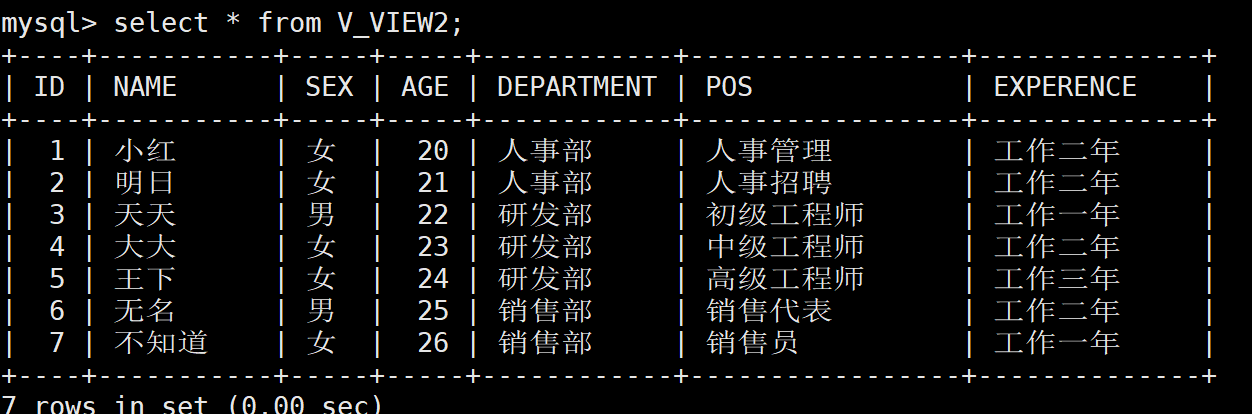 mysql> select * from V_VIEW2;
+----+-----------+-----+-----+------------+-----------------+--------------+
| ID | NAME      | SEX | AGE | DEPARTMENT | POS             | EXPERENCE    |
+----+-----------+-----+-----+------------+-----------------+--------------+
|  1 | 小红      | 女  |  20 | 人事部     | 人事管理        | 工作二年     |
|  2 | 明日      | 女  |  21 | 人事部     | 人事招聘        | 工作二年     |
|  3 | 天天      | 男  |  22 | 研发部     | 初级工程师      | 工作一年     |
|  4 | 大大      | 女  |  23 | 研发部     | 中级工程师      | 工作二年     |
|  5 | 王下      | 女  |  24 | 研发部     | 高级工程师      | 工作三年     |
|  6 | 无名      | 男  |  25 | 销售部     | 销售代表        | 工作二年     |
|  7 | 不知道    | 女  |  26 | 销售部     | 销售员          | 工作一年     |
+----+-----------+-----+-----+------------+-----------------+--------------+
7 rows in set (0.00 sec)